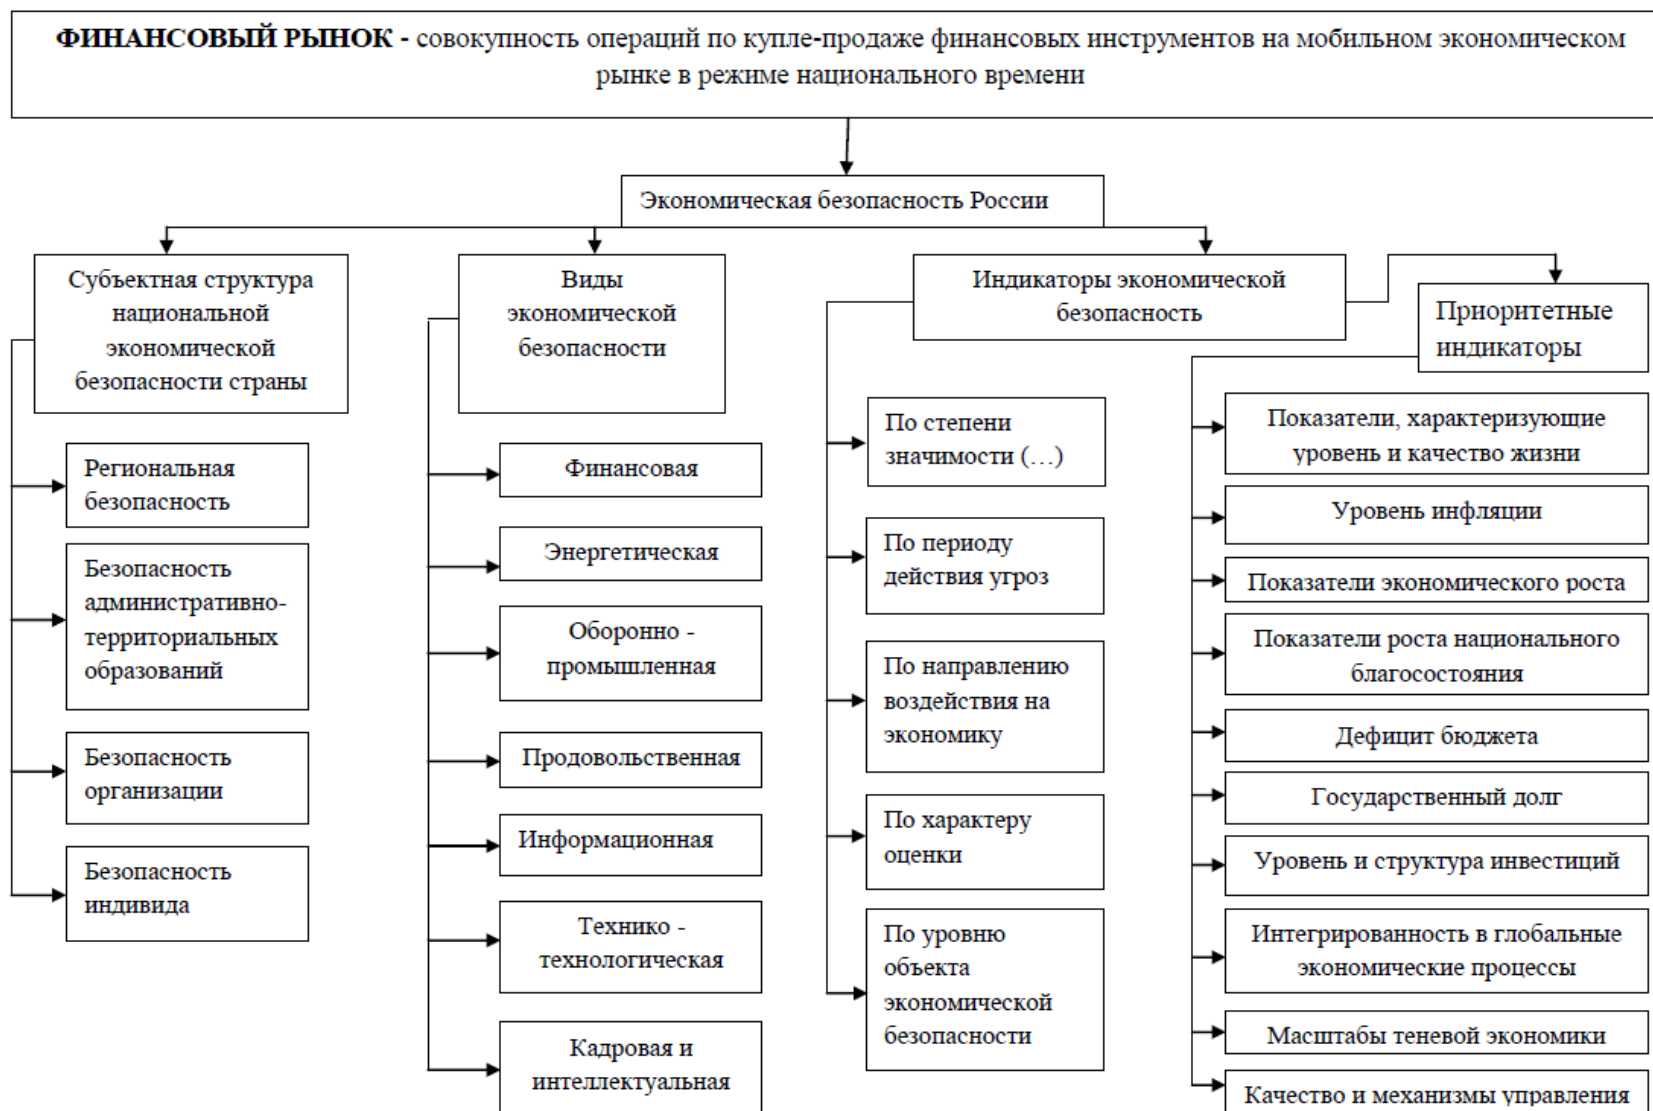 ФИНАНСОВЫЙ РЫНОК - совокупность операций по купле-продаже финансовых инструментов на мобильном экономическом
рынке в режиме национального времени
Экономическая безопасность России
Субъектная структура
национальной
экономической
безопасности страны
Региональная
безопасность
Безопасность
административно-
территориальных
образований
Безопасность
организации
Безопасность
индивида
Виды
экономической
безопасности
Финансовая
Энергетическая
Оборонно -
промышленная
Продовольственная
Информационная
Технико -
технологическая
Кадровая и
интеллектуальная
Индикаторы экономической
безопасность
По степени
значимости (…)
По периоду
действия угроз
По направлению
воздействия на
экономику
По характеру
оценки
По уровню
объекта
экономической
безопасности
Приоритетные
индикаторы
Показатели, характеризующие
уровень и качество жизни
Уровень инфляции
Показатели экономического роста
Показатели роста национального
благосостояния
Дефицит бюджета
Государственный долг
Уровень и структура инвестиций
Интегрированность в глобальные
экономические процессы
Масштабы теневой экономики
Качество и механизмы управления